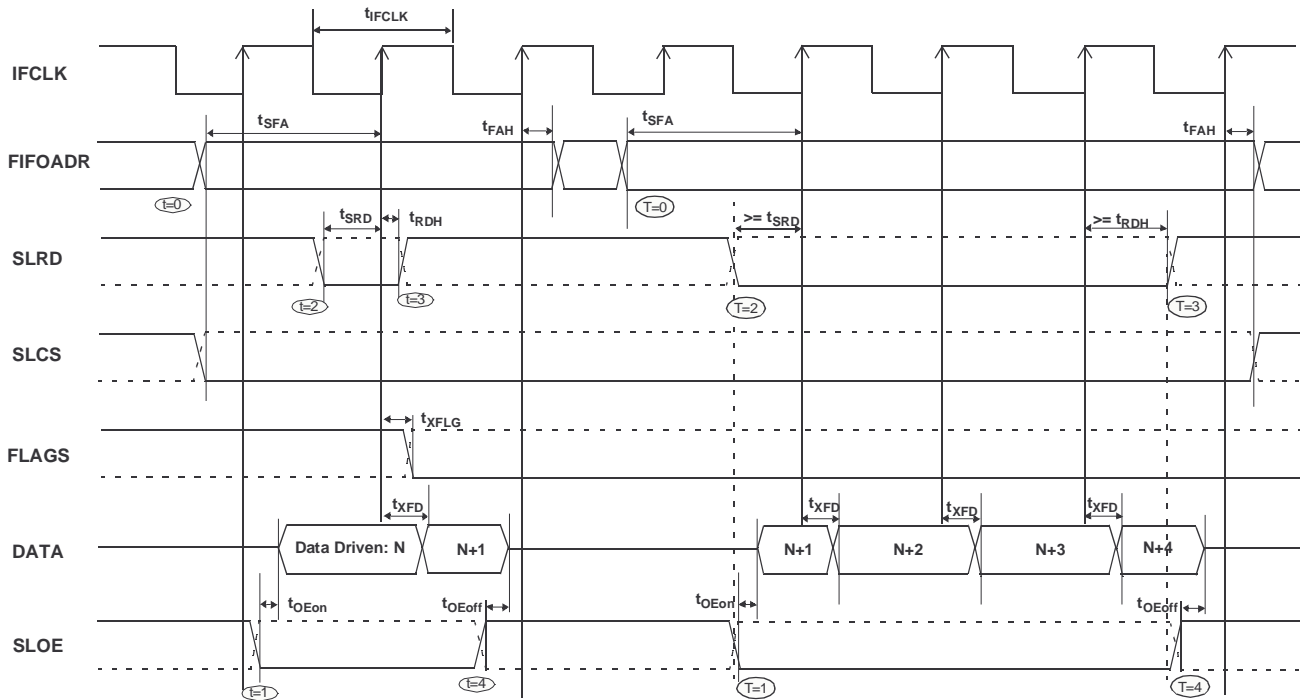 tIFCLK
IFCLK
tSFA
tFAH
tSFA
tFAH
FIFOADR
t=0
T=0
tSRD
tRDH
>= tSRD
>= tRDH
SLRD
t=2
t=3
T=2
T=3
SLCS
tXFLG
FLAGS
tXFD
tXFD
tXFD
tXFD
DATA
Data Driven: N
N+1
N+1
N+2
N+3
N+4
tOEon
tOEoff
tOEon
tOEoff
SLOE
t=1
t=4
T=1
T=4